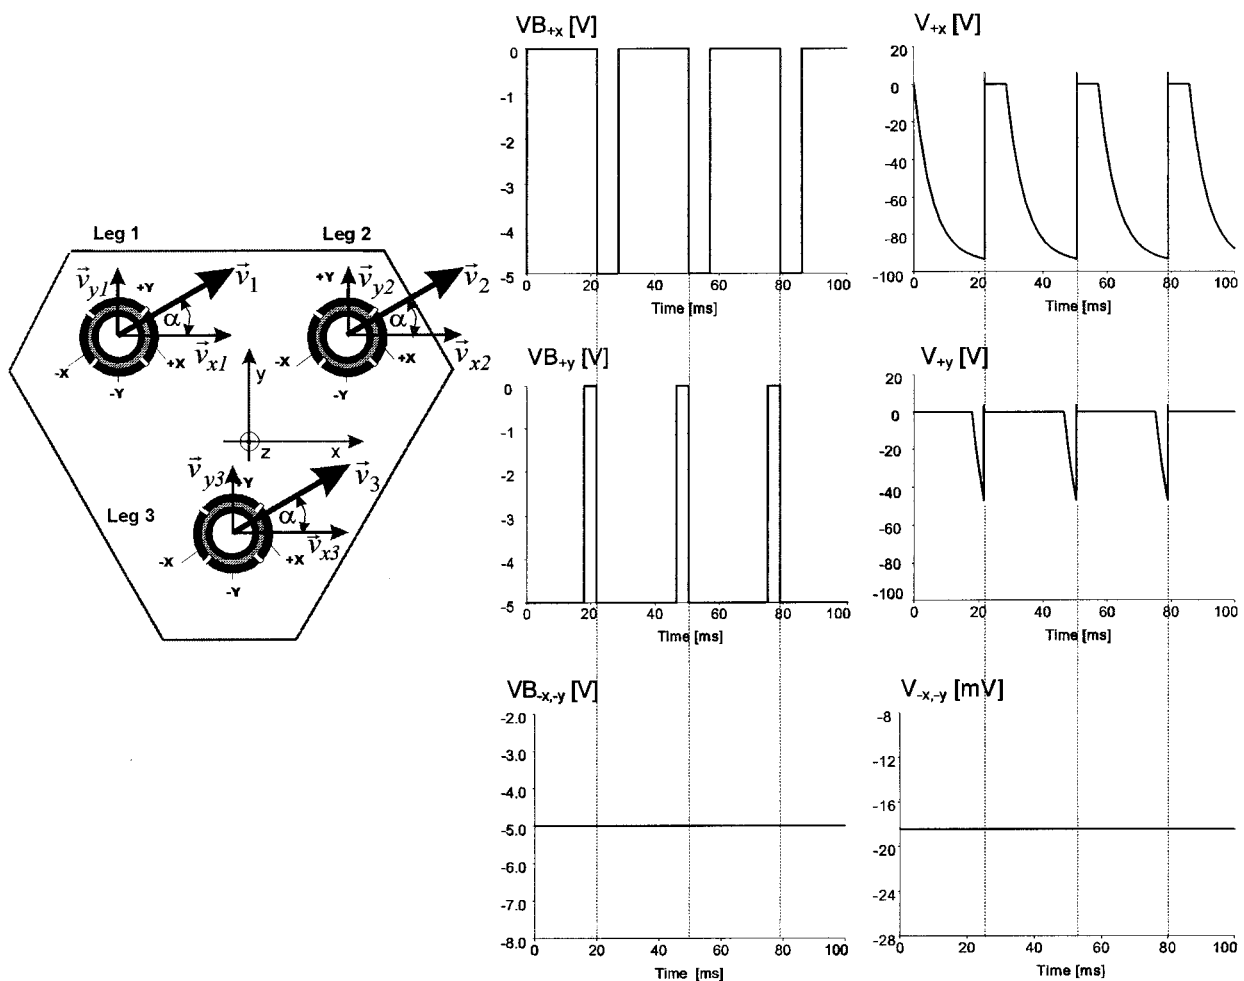 Leg 1
Leg 2
v⃗y1
+Y
v⃗1
α
v⃗x1
-X
+X
-Y
+Y
v⃗y2
v⃗2
α
v⃗x2
-X
+X
-Y
y
z
x
Leg 3
v⃗y3
+Y
v⃗3
α
v⃗x3
-X
+X
-Y
VB+x [V]
0
-1
-2
-3
-4
-5
0 20 40 60 80 100
Time [ms]
V+x [V]
20
0
-20
-40
-60
-80
-100
0 20 40 60 80 100
Time [ms]
VB+y [V]
0
-1
-2
-3
-4
-5
0 20 40 60 80 100
Time [ms]
V+y [V]
20
0
-20
-40
-60
-80
-100
0 20 40 60 80 100
Time [ms]
VB-x,-y [V]
-2.0
-3.0
-4.0
-5.0
-6.0
-7.0
-8.0
0 20 40 60 80 100
Time [ms]
V-x,-y [mV]
-8
-12
-16
-20
-24
-28
0 20 40 60 80 100
Time [ms]